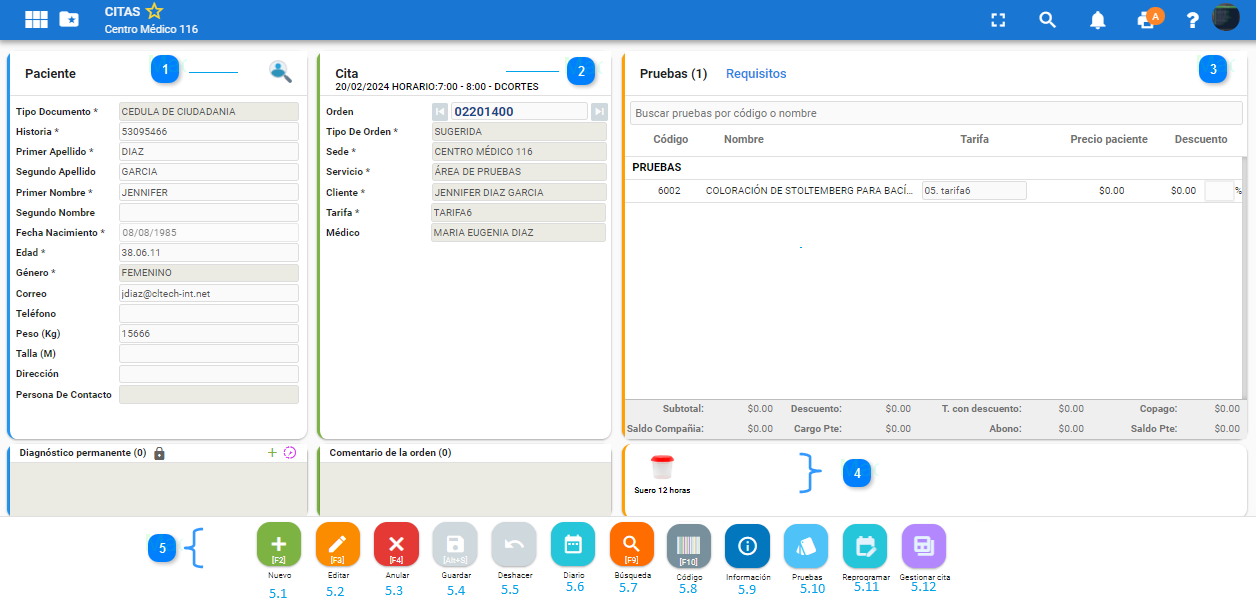 CITAS
Centro Médico 116
A
?
Paciente
1
Tipo Documento * CEDULA DE CIUDADANIA
Historia * 53095466
Primer Apellido * DIAZ
Segundo Apellido GARCIA
Primer Nombre * JENNIFER
Segundo Nombre
Fecha Nacimiento * 08/08/1985
Edad * 38.06.11
Género * FEMENINO
Correo jdiaz@cltech-int.net
Teléfono
Peso (Kg) 15666
Talla (M)
Dirección
Persona De Contacto
Cita
2
20/02/2024 HORARIO:7:00 - 8:00 - DCORTES
Orden 02201400
Tipo De Orden * SUGERIDA
Sede * CENTRO MÉDICO 116
Servicio * ÁREA DE PRUEBAS
Cliente * JENNIFER DIAZ GARCIA
Tarifa * TARIFA6
Médico MARIA EUGENIA DIAZ
Pruebas (1) Requisitos
3
Buscar pruebas por código o nombre
Código Nombre Tarifa Precio paciente Descuento
PRUEBAS
6002 COLORACIÓN DE STOLTEMBERG PARA BACÍ... 05. tarifa6 $0.00 $0.00 %
Subtotal: $0.00 Descuento: $0.00 T. con descuento: $0.00 Copago: $0.00
Saldo Compañia: $0.00 Cargo Pte: $0.00 Abono: $0.00 Saldo Pte: $0.00
Diagnóstico permanente (0)
Comentario de la orden (0)
Suero 12 horas
4
5
[F2] [F3] [F4] [Alt+S] [F9] [F10]
Nuevo Editar Anular Guardar Deshacer Diario Búsqueda Código Información Pruebas Reprogramar Gestionar cita
5.1 5.2 5.3 5.4 5.5 5.6 5.7 5.8 5.9 5.10 5.11 5.12